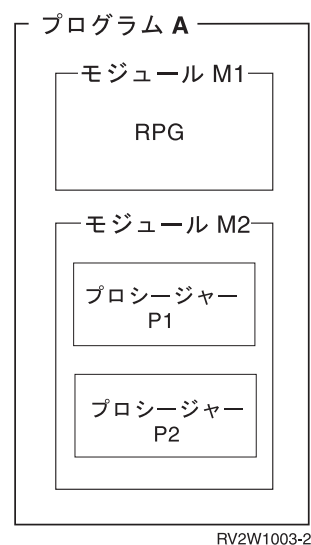 プログラム A
モジュール M1
RPG
モジュール M2
プロシージャー
P1
プロシージャー
P2
RV2W1003-2